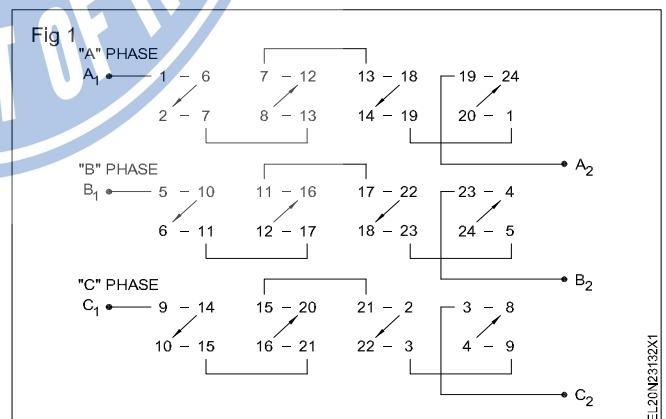 Fig 1
"A" PHASE
A1 1 – 6 7 – 12 13 – 18 19 – 24
2 – 7 8 – 13 14 – 19 20 – 1
A2
"B" PHASE
B1 5 – 10 11 – 16 17 – 22 23 – 4
6 – 11 12 – 17 18 – 23 24 – 5
B2
"C" PHASE
C1 9 – 14 15 – 20 21 – 2 3 – 8
10 – 15 16 – 21 22 – 3 4 – 9
C2
EL20N23132X1